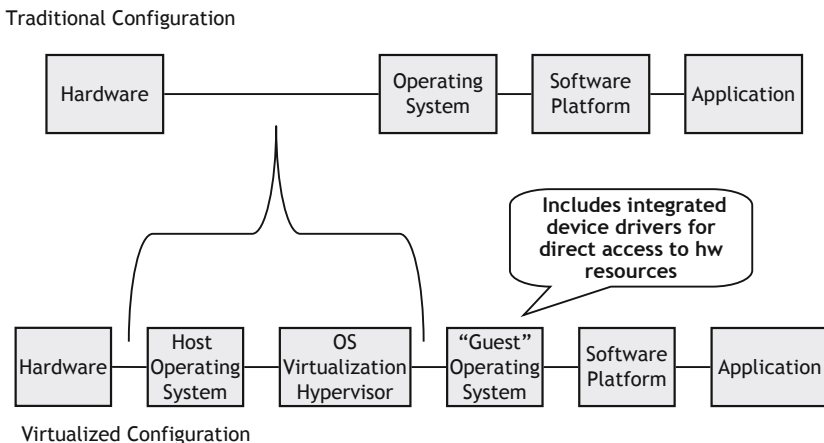 Traditional Configuration
Hardware
Operating
System
Software
Platform
Application
Includes integrated
device drivers for
direct access to hw
resources
Hardware
Host
Operating
System
OS
Virtualization
Hypervisor
“Guest”
Operating
System
Software
Platform
Application
Virtualized Configuration